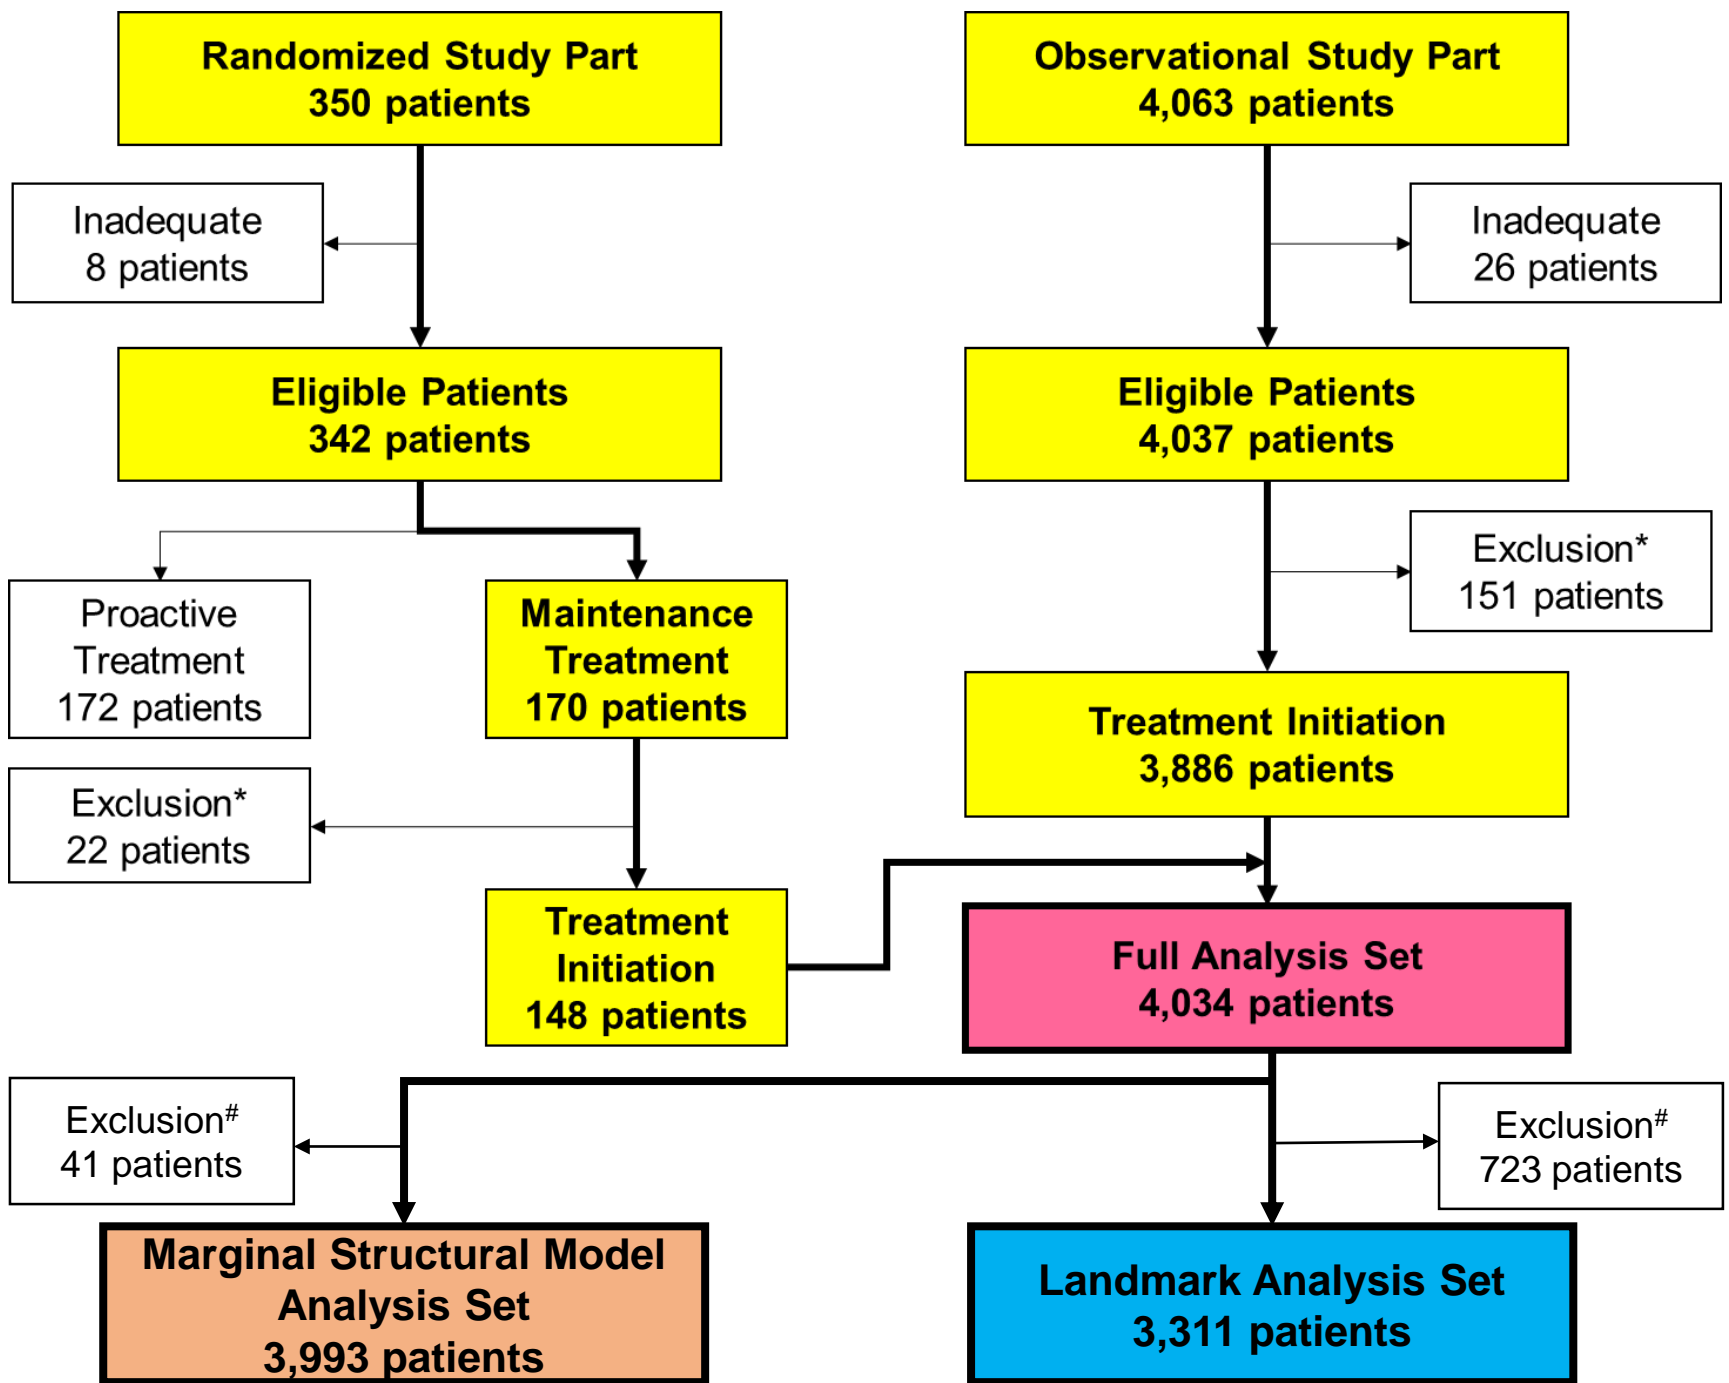 Randomized Study Part
350 patients
Observational Study Part
4,063 patients
Inadequate
8 patients
Inadequate
26 patients
Eligible Patients
342 patients
Eligible Patients
4,037 patients
Exclusion*
151 patients
Proactive
Treatment
172 patients
Maintenance
Treatment
170 patients
Treatment Initiation
3,886 patients
Exclusion*
22 patients
Treatment
Initiation
148 patients
Full Analysis Set
4,034 patients
Exclusion#
41 patients
Exclusion#
723 patients
Marginal Structural Model
Analysis Set
3,993 patients
Landmark Analysis Set
3,311 patients